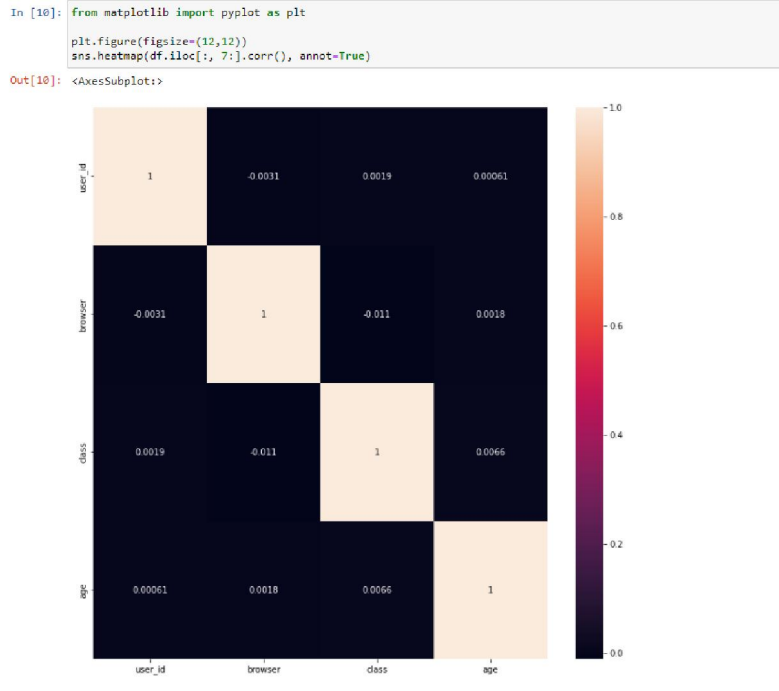 In [10]: from matplotlib import pyplot as plt
plt.figure(figsize=(12,12))
sns.heatmap(df.iloc[:, 7:].corr(), annot=True)
Out[10]: <AxesSubplot:>
1.0
user_id 1 -0.0031 0.0019 0.00061
0.8
browser -0.0031 1 -0.011 0.0018
0.6
0.4
class 0.0019 -0.011 1 0.0066
0.2
age 0.00061 0.0018 0.0066 1
0.0
user_id browser class age